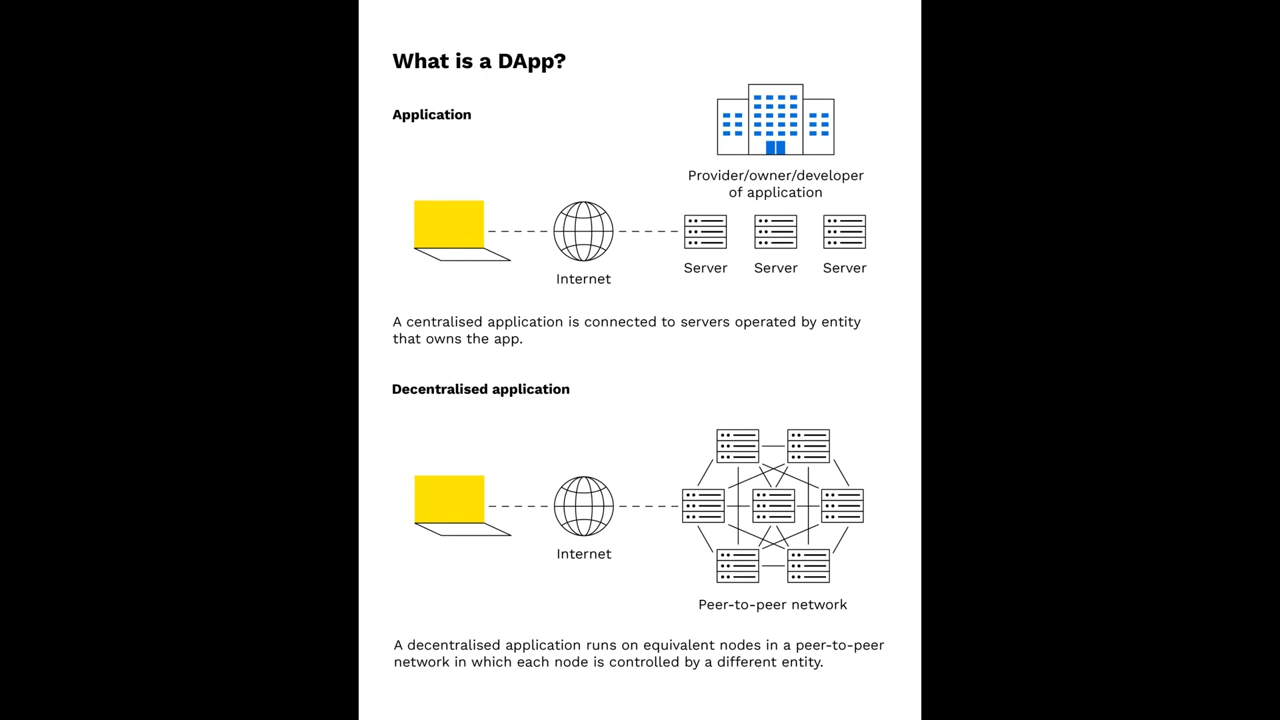 What is a DApp?
Application
Provider/owner/developer
of application
Internet
Server
Server
Server
A centralised application is connected to servers operated by entity
that owns the app.
Decentralised application
Internet
Peer-to-peer network
A decentralised application runs on equivalent nodes in a peer-to-peer
network in which each node is controlled by a different entity.